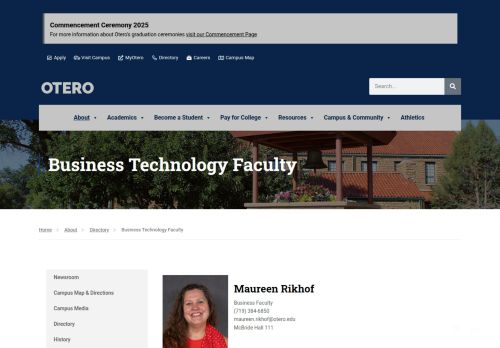 Commencement Ceremony 2025
For more information about Otero's graduation ceremonies visit our Commencement Page
Apply Visit Campus MyOtero Directory Careers Campus Map
OTERO
Search...
About Academics Become a Student Pay for College Resources Campus & Community Athletics
Business Technology Faculty
Home > About > Directory > Business Technology Faculty
Newsroom
Campus Map & Directions
Campus Media
Directory
History
Maureen Rikhof
Business Faculty
(719) 384-6850
maureen.rikhof@otero.edu
McBride Hall 111